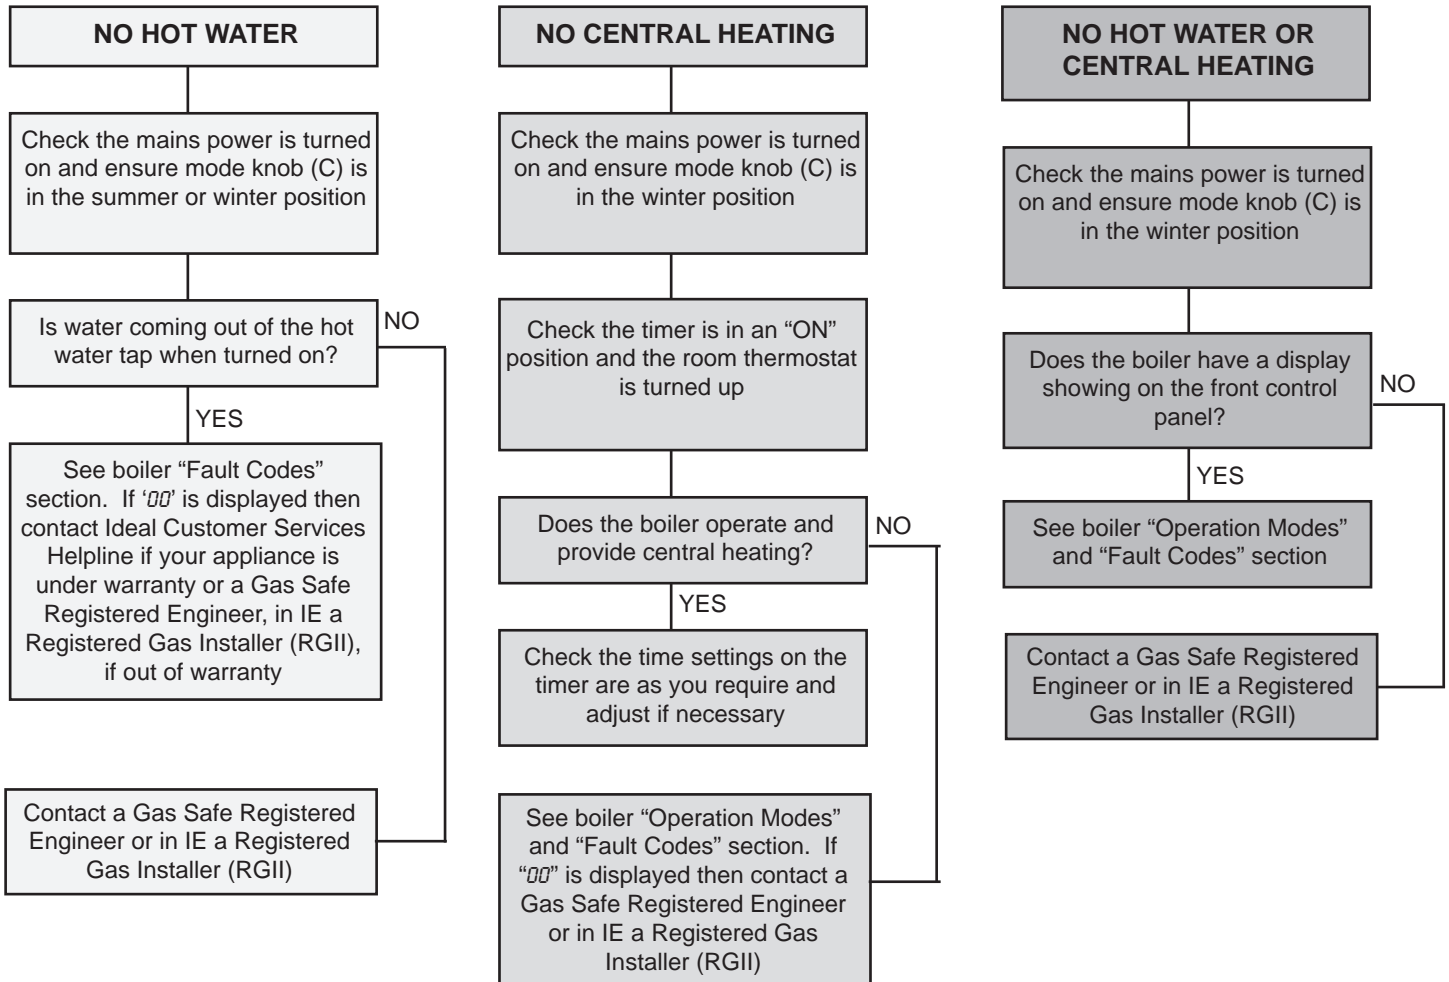 NO HOT WATER
Check the mains power is turned
on and ensure mode knob (C) is
in the summer or winter position
Is water coming out of the hot
water tap when turned on?
NO
YES
See boiler “Fault Codes”
section. If ‘00’ is displayed then
contact Ideal Customer Services
Helpline if your appliance is
under warranty or a Gas Safe
Registered Engineer, in IE a
Registered Gas Installer (RGII),
if out of warranty
Contact a Gas Safe Registered
Engineer or in IE a Registered
Gas Installer (RGII)
NO CENTRAL HEATING
Check the mains power is turned
on and ensure mode knob (C) is
in the winter position
Check the timer is in an “ON”
position and the room thermostat
is turned up
Does the boiler operate and
provide central heating?
NO
YES
Check the time settings on the
timer are as you require and
adjust if necessary
See boiler “Operation Modes”
and “Fault Codes” section. If
“00” is displayed then contact a
Gas Safe Registered Engineer
or in IE a Registered Gas
Installer (RGII)
NO HOT WATER OR
CENTRAL HEATING
Check the mains power is turned
on and ensure mode knob (C) is
in the winter position
Does the boiler have a display
showing on the front control
panel?
NO
YES
See boiler “Operation Modes”
and “Fault Codes” section
Contact a Gas Safe Registered
Engineer or in IE a Registered
Gas Installer (RGII)